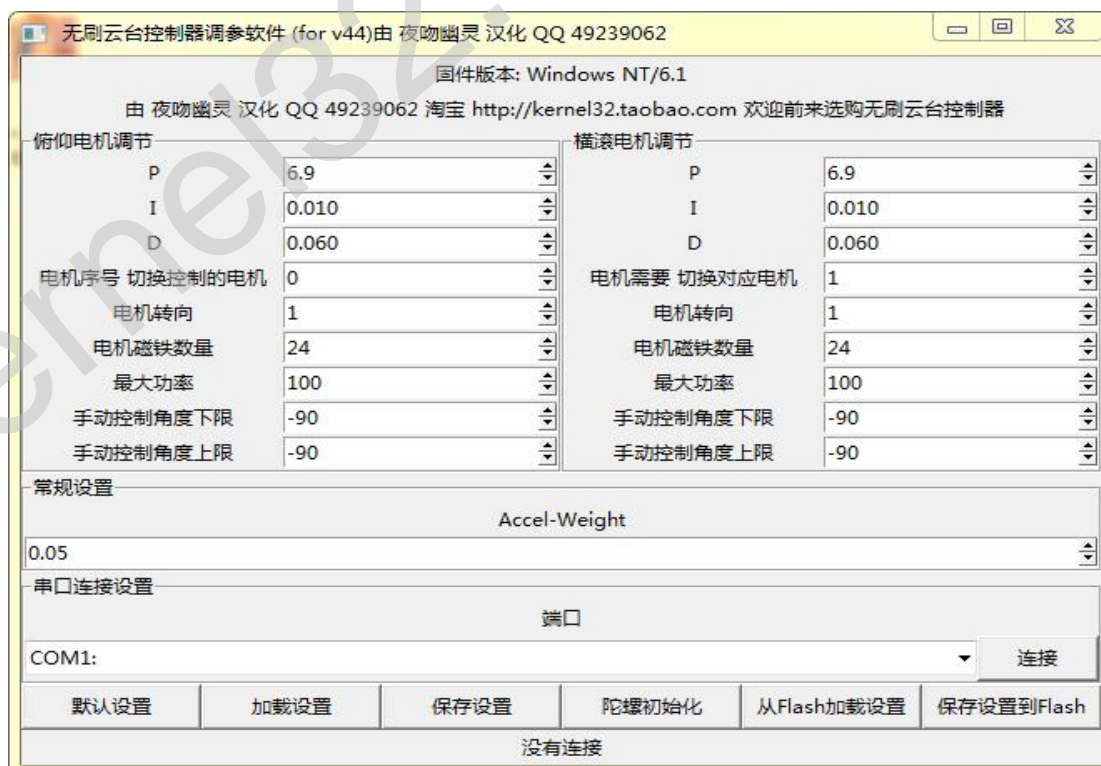 无刷云台控制器调参软件 (for v44)由 夜吻幽灵 汉化 QQ 49239062
固件版本: Windows NT/6.1
由 夜吻幽灵 汉化 QQ 49239062 淘宝 http://kernel32.taobao.com 欢迎前来选购无刷云台控制器
俯仰电机调节 横滚电机调节
P 6.9 P 6.9
I 0.010 I 0.010
D 0.060 D 0.060
电机序号 切换控制的电机 0 电机需要 切换对应电机 1
电机转向 1 电机转向 1
电机磁铁数量 24 电机磁铁数量 24
最大功率 100 最大功率 100
手动控制角度下限 -90 手动控制角度下限 -90
手动控制角度上限 -90 手动控制角度上限 -90
常规设置
Accel-Weight
0.05
串口连接设置
端口
COM1: 连接
默认设置 加载设置 保存设置 陀螺初始化 从Flash加载设置 保存设置到Flash
没有连接
ernel32.